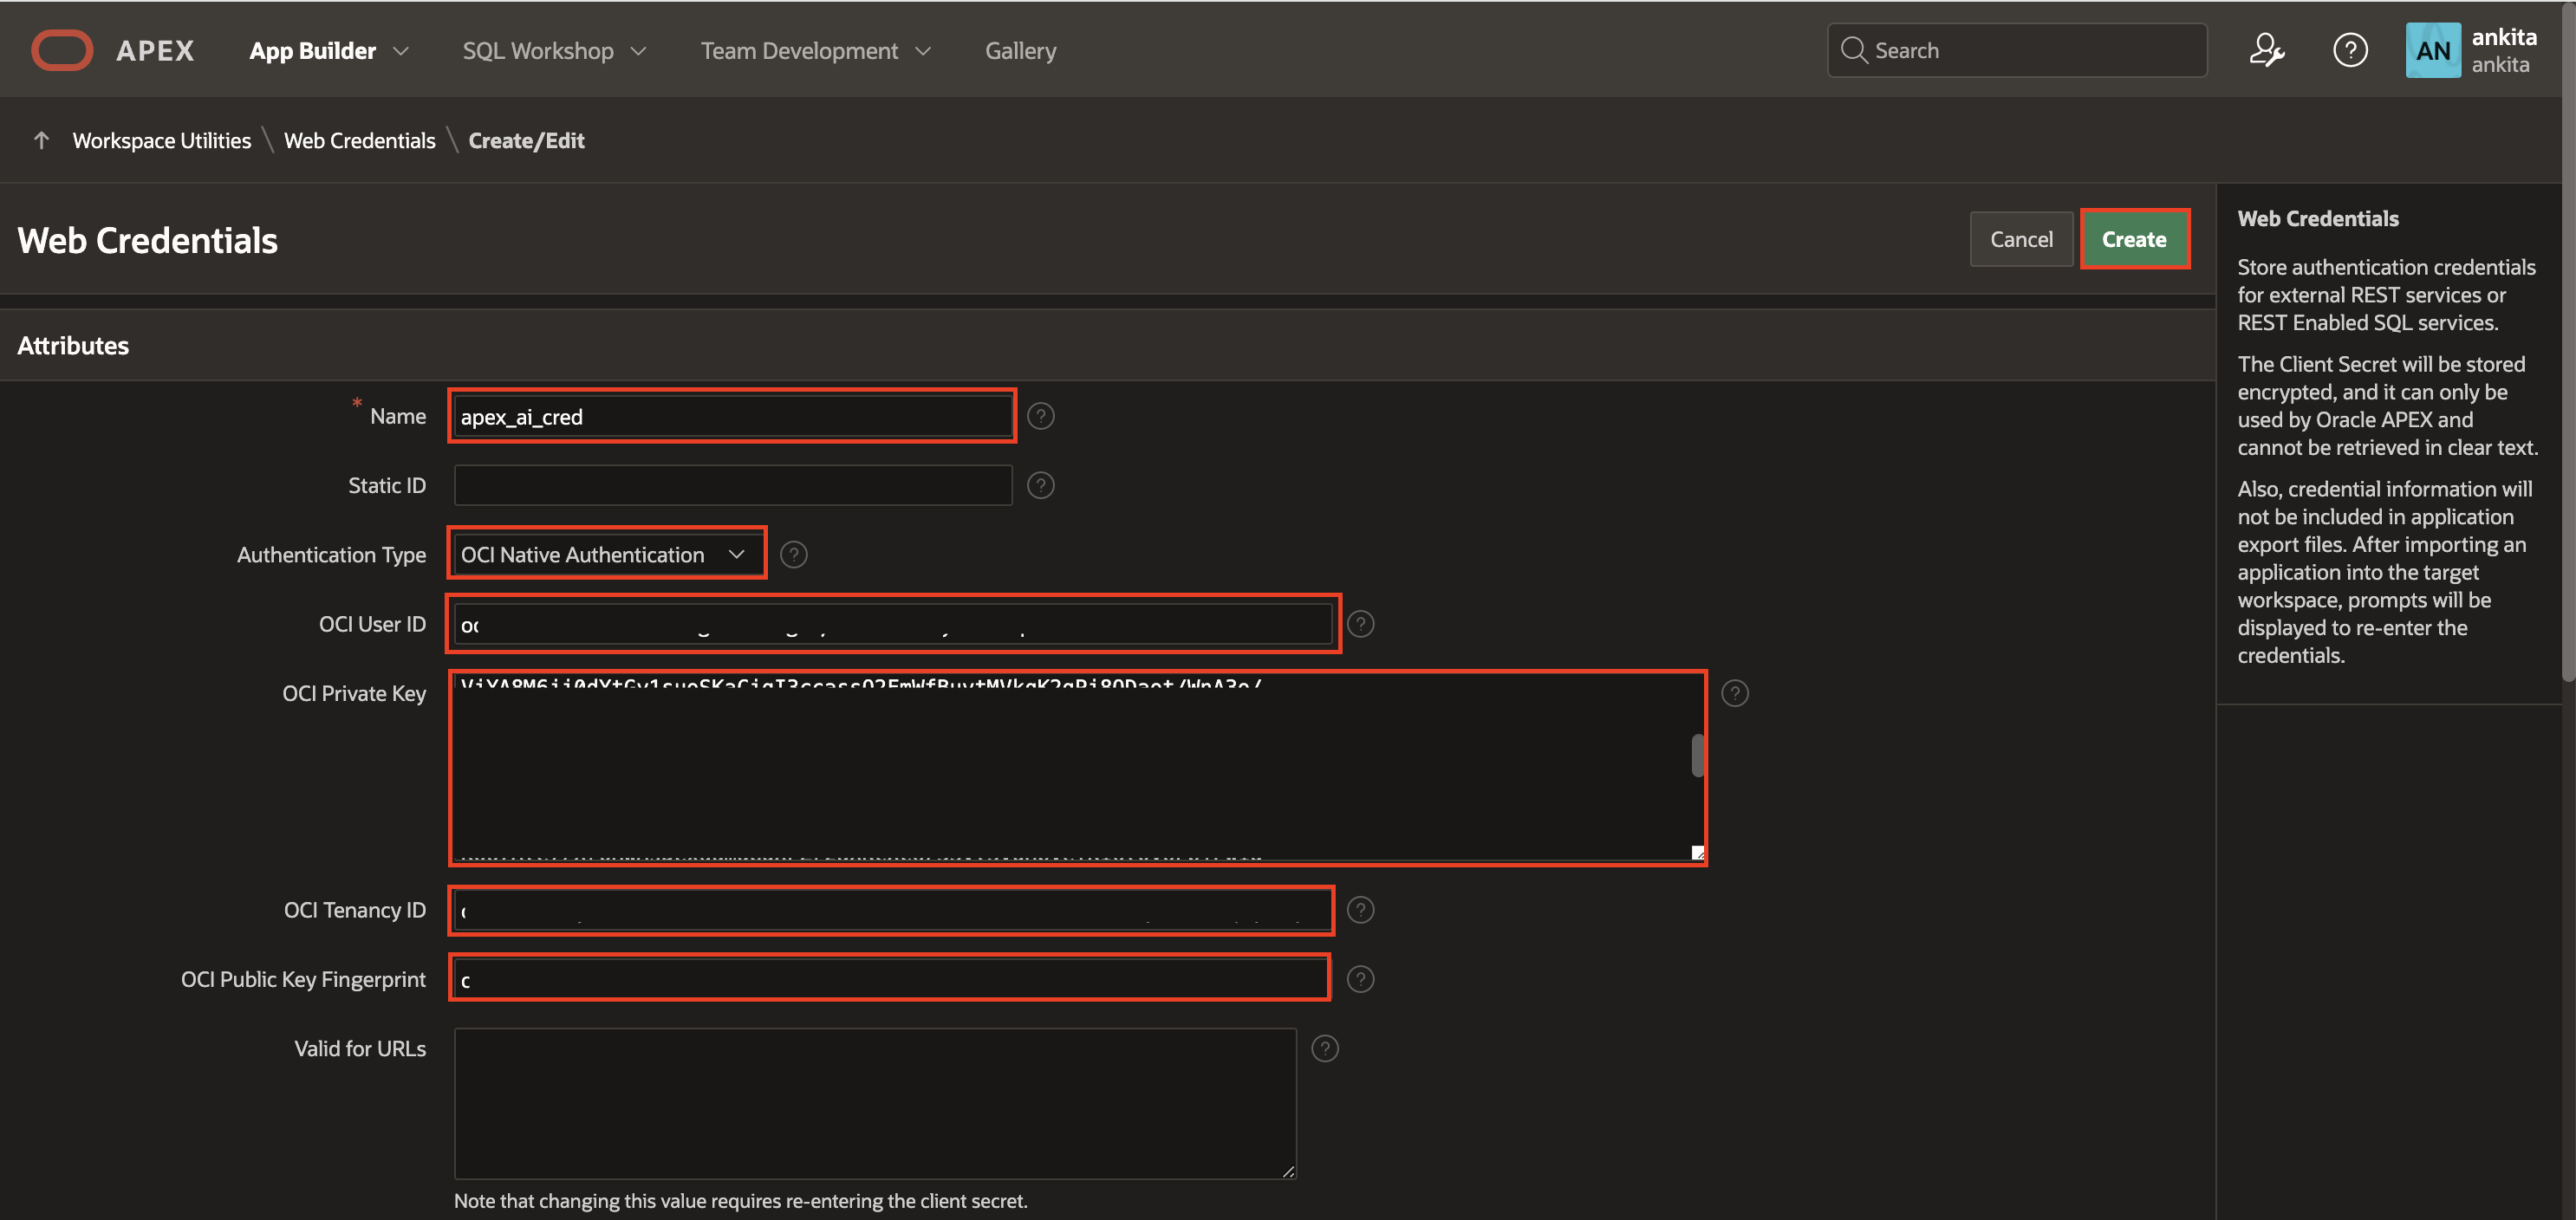 APEX App Builder SQL Workshop Team Development Gallery Search AN ankita
ankita
Workspace Utilities \ Web Credentials \ Create/Edit
Web Credentials
Cancel Create
Attributes
* Name apex_ai_cred
Static ID
Authentication Type OCI Native Authentication
OCI User ID
OCI Private Key
OCI Tenancy ID
OCI Public Key Fingerprint c
Valid for URLs
Note that changing this value requires re-entering the client secret.
Web Credentials
Store authentication credentials
for external REST services or
REST Enabled SQL services.
The Client Secret will be stored
encrypted, and it can only be
used by Oracle APEX and
cannot be retrieved in clear text.
Also, credential information will
not be included in application
export files. After importing an
application into the target
workspace, prompts will be
displayed to re-enter the
credentials.